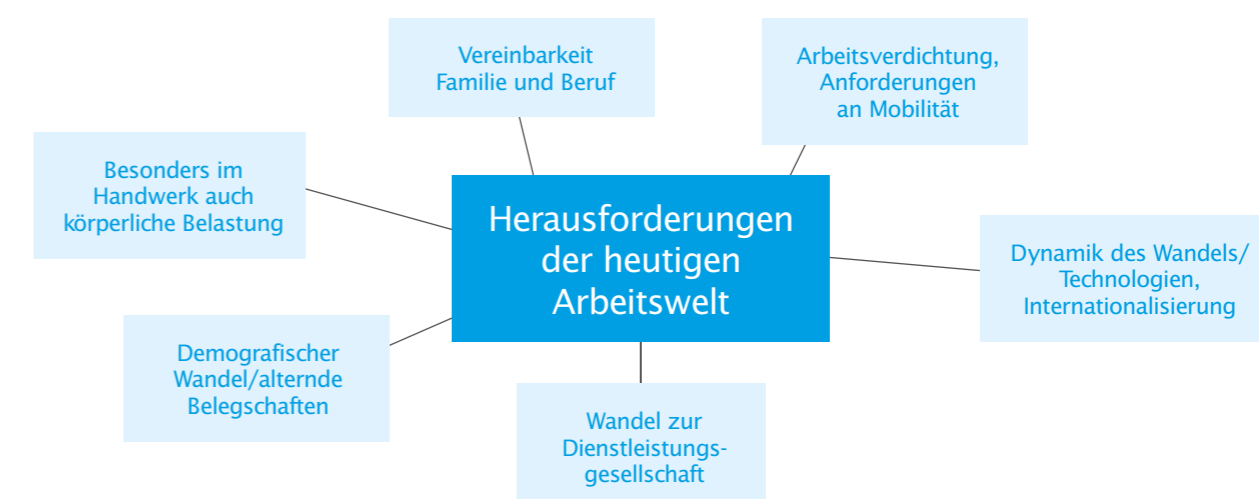 Vereinbarkeit
Familie und Beruf
Arbeitsverdichtung,
Anforderungen
an Mobilität
Besonders im
Handwerk auch
körperliche Belastung
Herausforderungen
der heutigen
Arbeitswelt
Dynamik des Wandels/
Technologien,
Internationalisierung
Demografischer
Wandel/alternde
Belegschaften
Wandel zur
Dienstleistungs-
gesellschaft